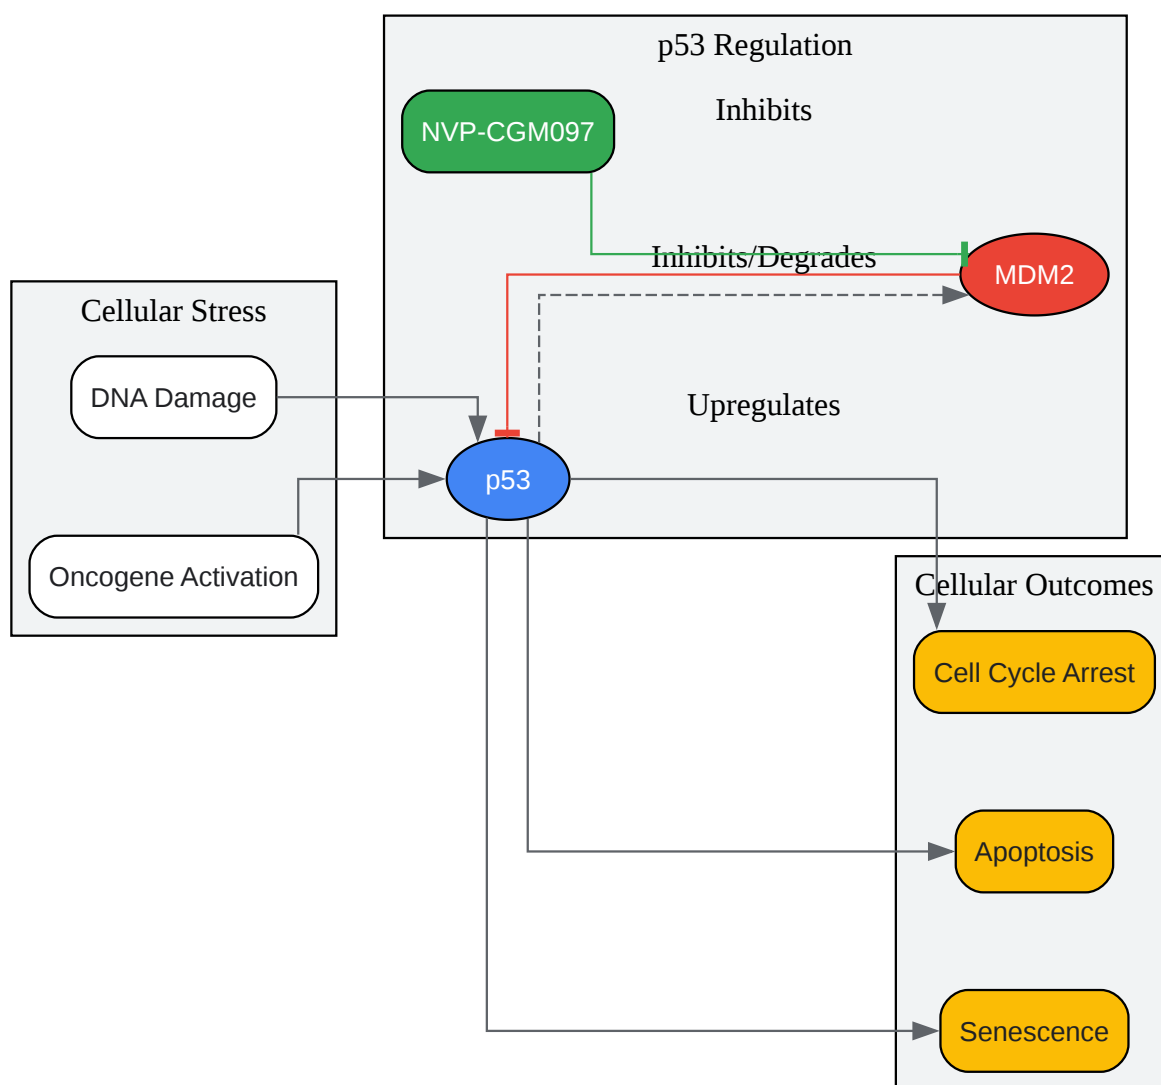 p53 Regulation
Inhibits
NVP-CGM097
Inhibits/Degrades
MDM2
Cellular Stress
DNA Damage
Upregulates
p53
Oncogene Activation
Cellular Outcomes
Cell Cycle Arrest
Apoptosis
Senescence